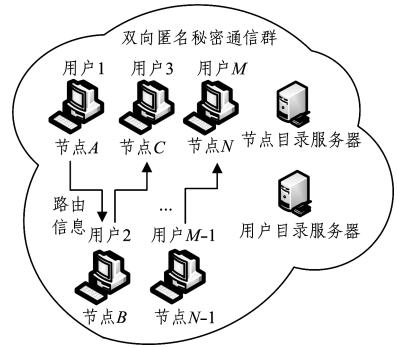 双向匿名秘密通信群
用户1 用户3 用户M
节点A 节点C 节点N
节点目录服务器
路由
信息
...
用户2 用户M-1
用户目录服务器
节点B 节点N-1